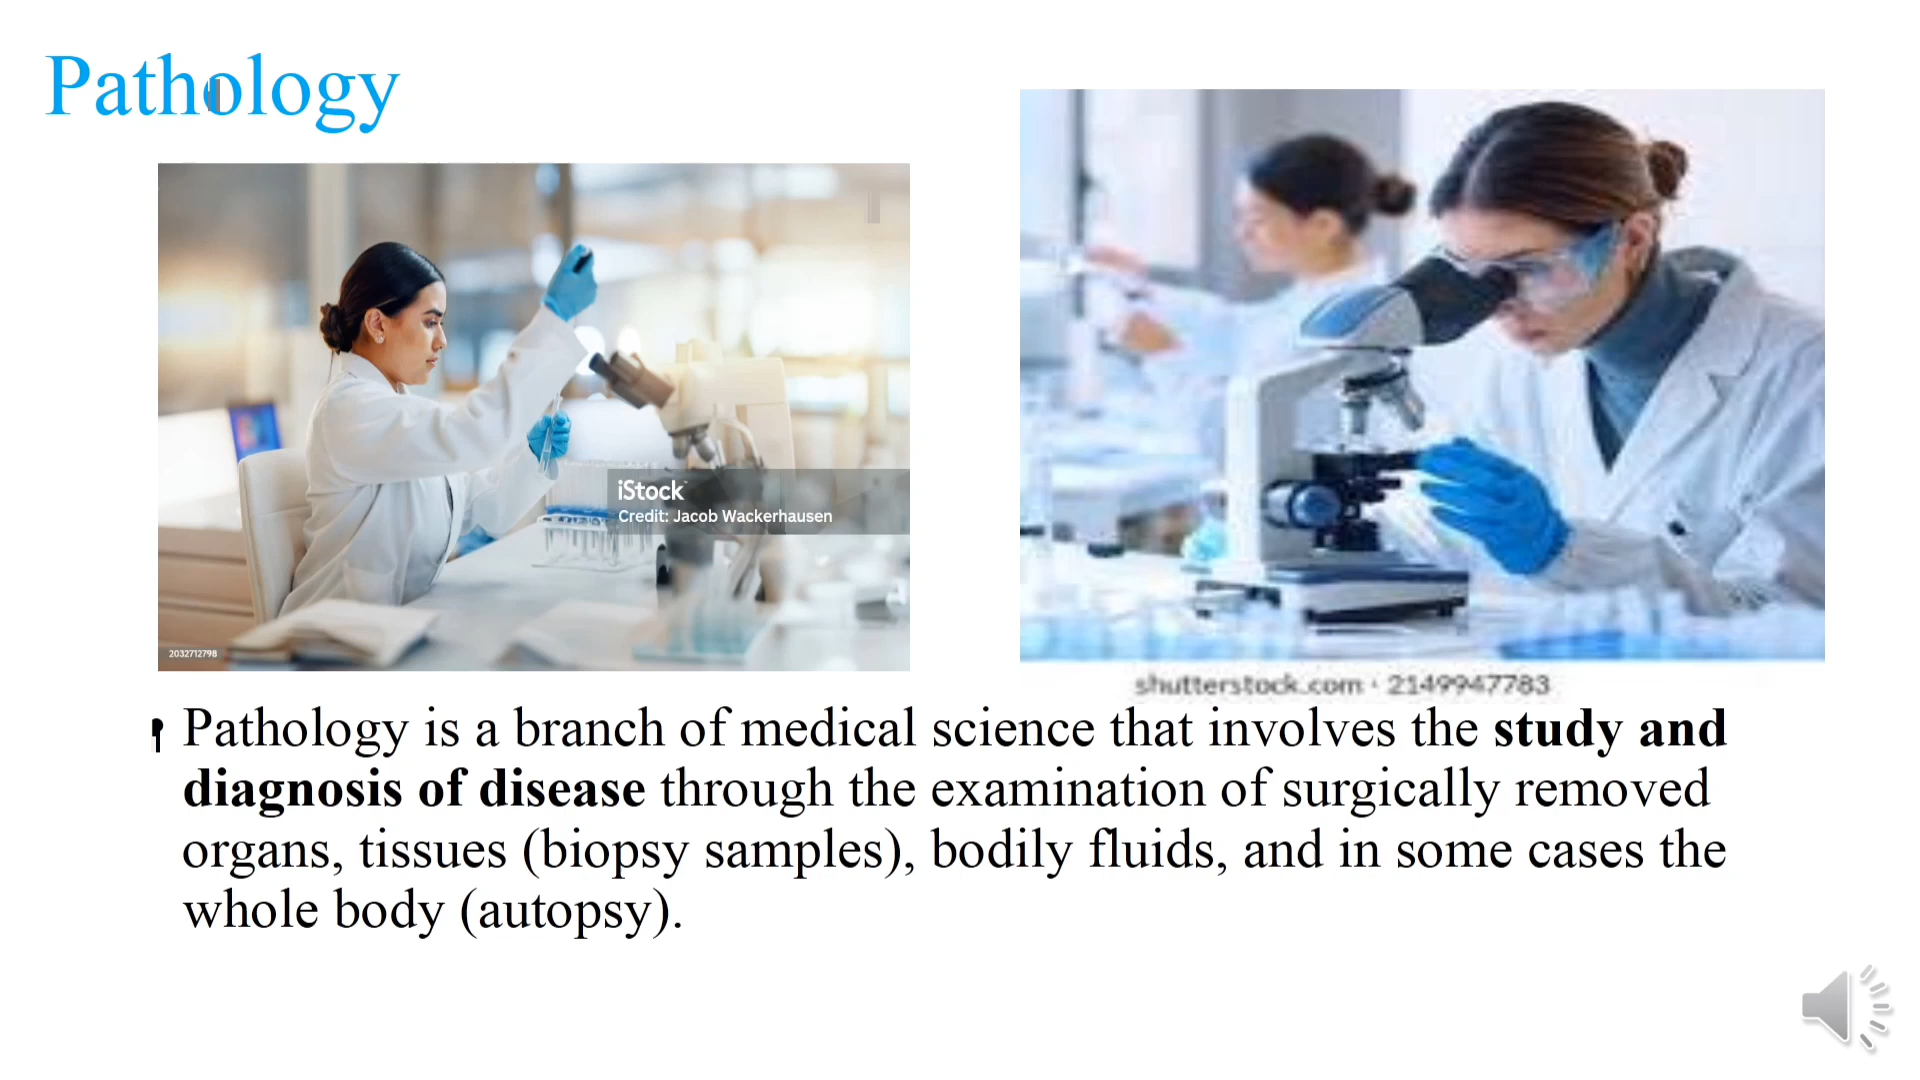 Pathology
iStock
Credit: Jacob Wackerhausen
2032712798
shutterstock.com · 2149947783
• Pathology is a branch of medical science that involves the study and
diagnosis of disease through the examination of surgically removed
organs, tissues (biopsy samples), bodily fluids, and in some cases the
whole body (autopsy).